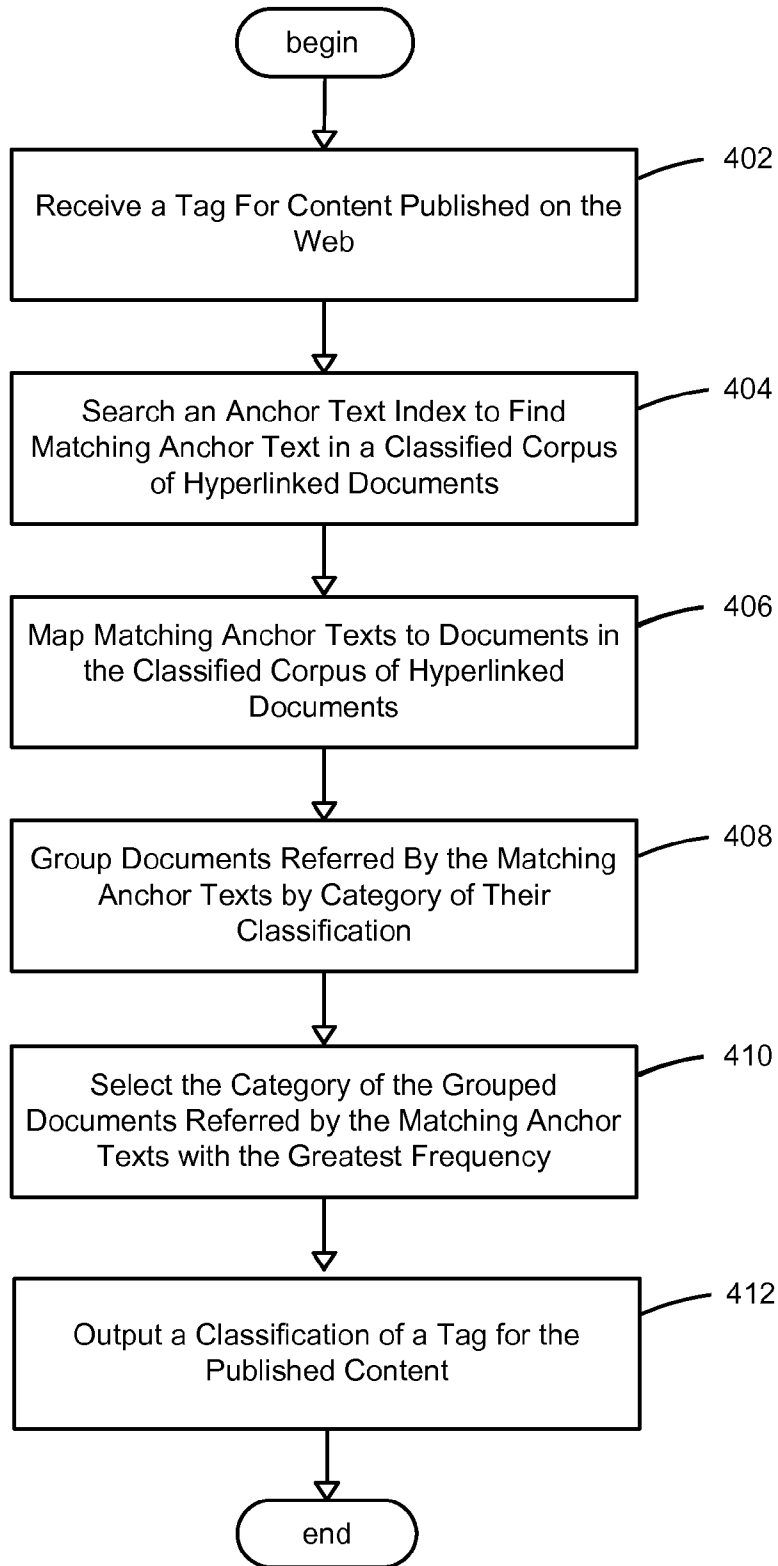 begin
402
Receive a Tag For Content Published on the
Web
404
Search an Anchor Text Index to Find
Matching Anchor Text in a Classified Corpus
of Hyperlinked Documents
406
Map Matching Anchor Texts to Documents in
the Classified Corpus of Hyperlinked
Documents
408
Group Documents Referred By the Matching
Anchor Texts by Category of Their
Classification
410
Select the Category of the Grouped
Documents Referred by the Matching Anchor
Texts with the Greatest Frequency
412
Output a Classification of a Tag for the
Published Content
end